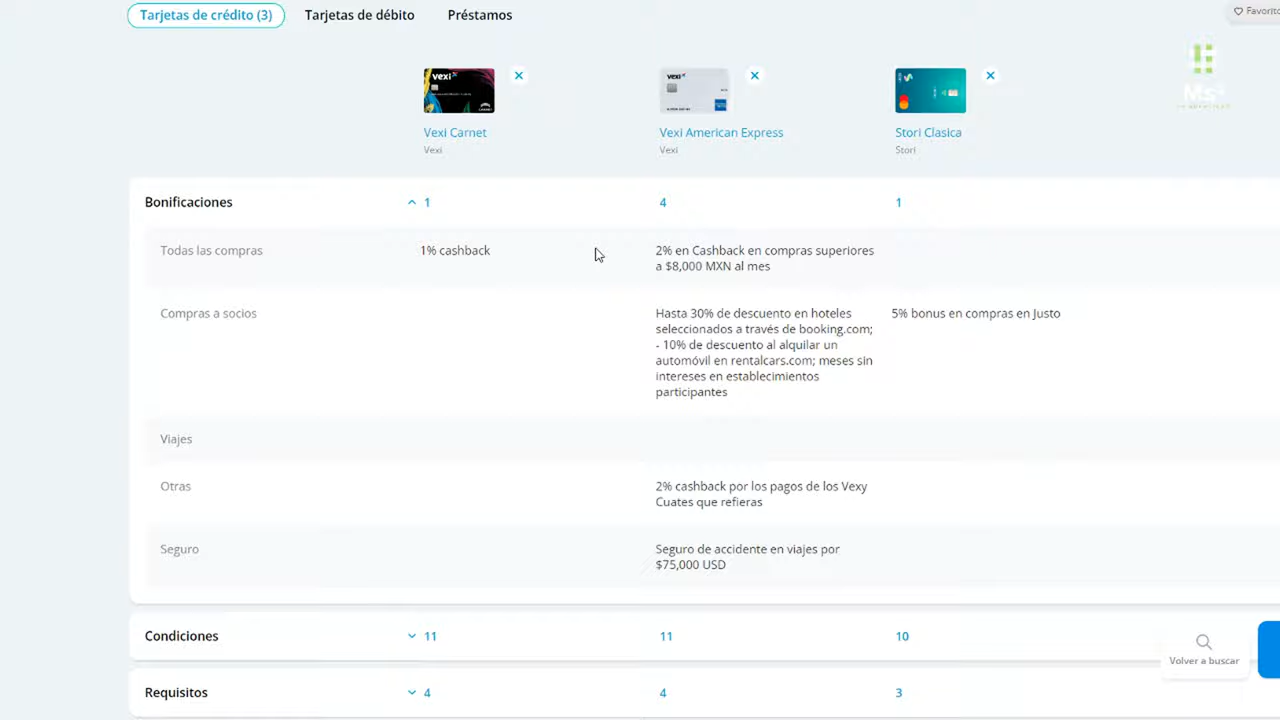 Tarjetas de crédito (3) Tarjetas de débito Préstamos
Favorito
vexi
vexi
Vexi Carnet Vexi American Express Stori Clasica
Vexi Vexi Stori
Bonificaciones 1 4 1
Todas las compras 1% cashback 2% en Cashback en compras superiores
a $8,000 MXN al mes
Compras a socios Hasta 30% de descuento en hoteles 5% bonus en compras en Justo
seleccionados a través de booking.com;
- 10% de descuento al alquilar un
automóvil en rentalcars.com; meses sin
intereses en establecimientos
participantes
Viajes
Otras 2% cashback por los pagos de los Vexy
Cuates que refieras
Seguro Seguro de accidente en viajes por
$75,000 USD
Condiciones 11 11 10
Volver a buscar
Requisitos 4 4 3